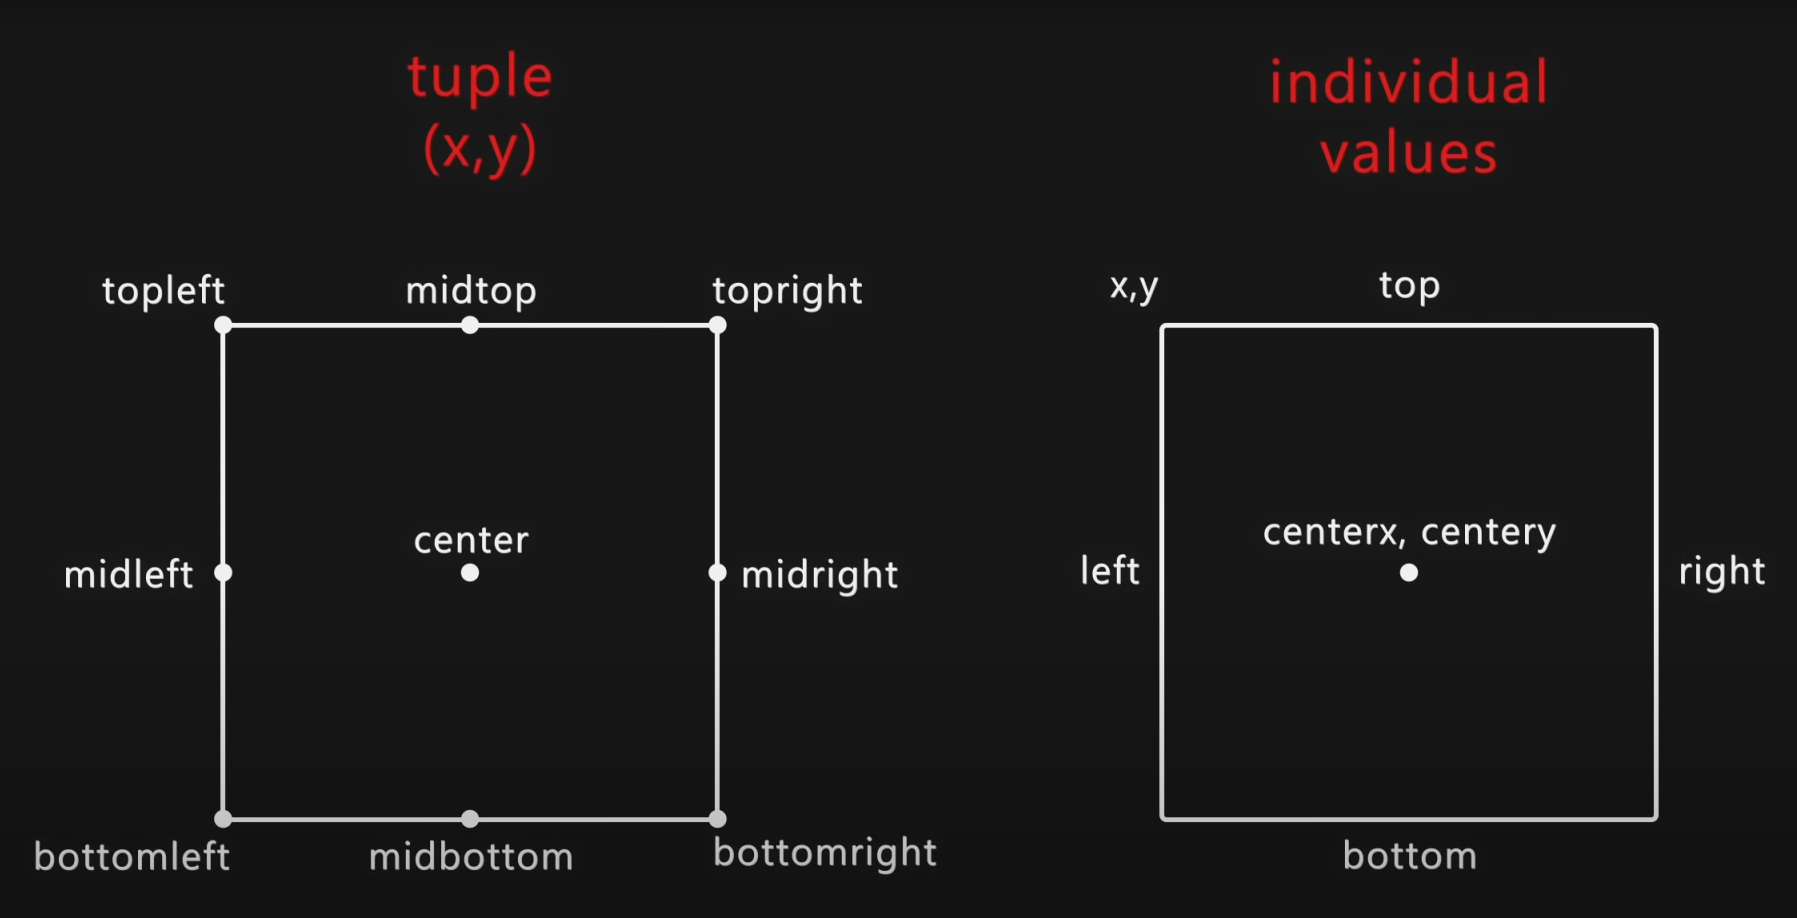 tuple
(x,y)
individual
values
topleft
midtop
topright
midleft
center
midright
bottomleft
midbottom
bottomright
x,y
top
left
centerx, centery
right
bottom